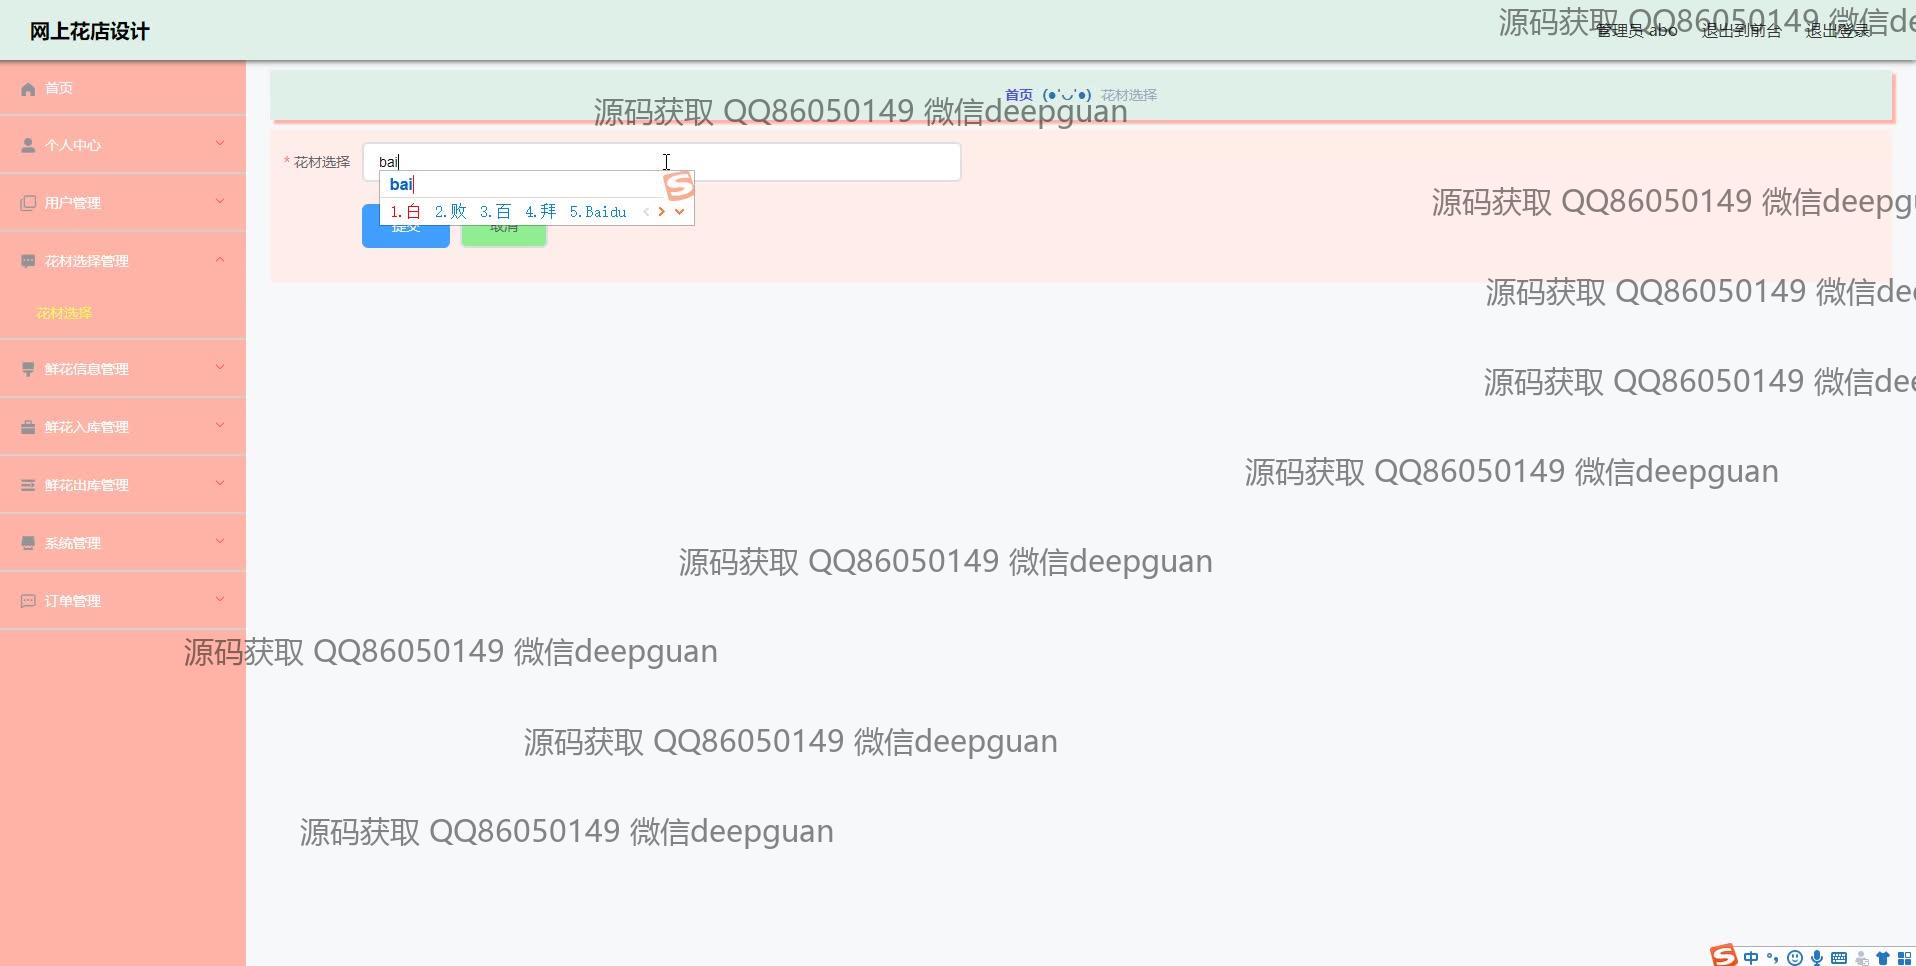 网上花店设计
管理员 abo 退出到前台 退出登录
源码获取 QQ86050149 微信de
首页 (●'◡'●) 花材选择
源码获取 QQ86050149 微信deepguan
首页
个人中心
用户管理
花材选择管理
花材选择
鲜花信息管理
鲜花入库管理
鲜花出库管理
系统管理
订单管理
* 花材选择 bai
bai
1.白 2.败 3.百 4.拜 5.Baidu
提交 取消
源码获取 QQ86050149 微信deepg
源码获取 QQ86050149 微信dee
源码获取 QQ86050149 微信dee
源码获取 QQ86050149 微信deepguan
源码获取 QQ86050149 微信deepguan
源码获取 QQ86050149 微信deepguan
源码获取 QQ86050149 微信deepguan
源码获取 QQ86050149 微信deepguan
中